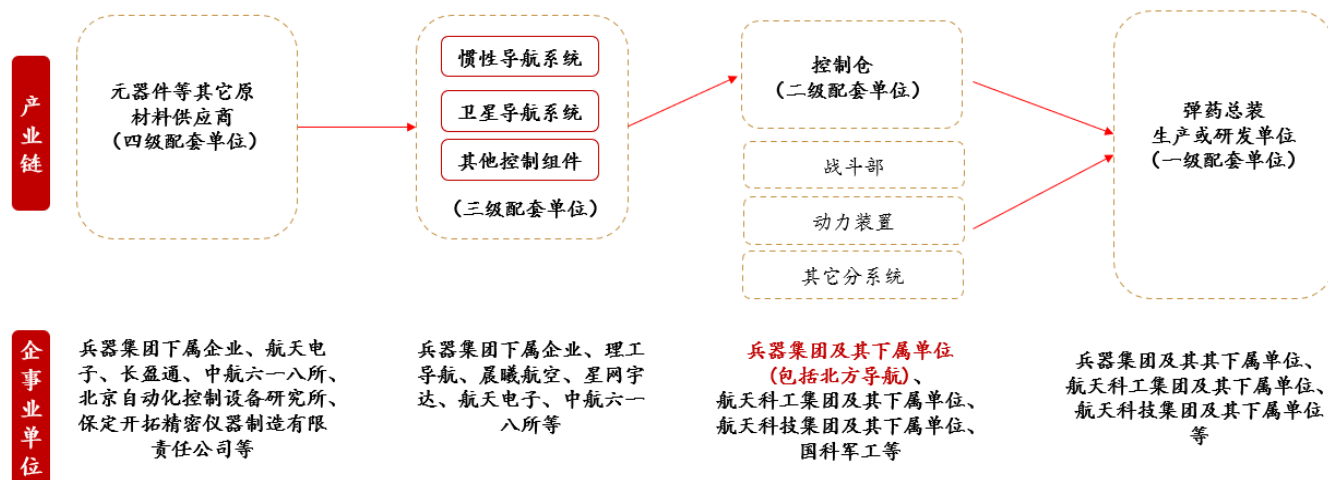 产业链
元器件等其它原
材料供应商
（四级配套单位）
惯性导航系统
卫星导航系统
其他控制组件
（三级配套单位）
控制仓
（二级配套单位）
战斗部
动力装置
其它分系统
弹药总装
生产或研发单位
（一级配套单位）
企事业单位
兵器集团下属企业、航天电
子、长盈通、中航六一八所、
北京自动化控制设备研究所、
保定开拓精密仪器制造有限
责任公司等
兵器集团下属企业、理工
导航、晨曦航空、星网宇
达、航天电子、中航六一
八所等
兵器集团及其下属单位
(包括北方导航)、
航天科工集团及其下属单位、
航天科技集团及其下属单位、
国科军工等
兵器集团及其其下属单位、
航天科工集团及其下属单位、
航天科技集团及其下属单位
等